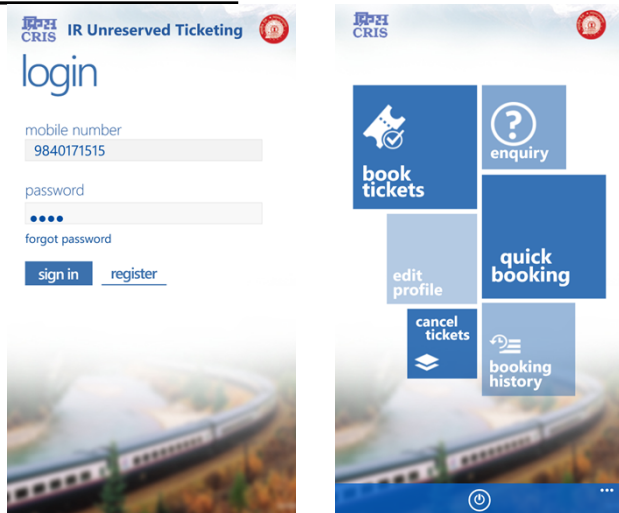 क्रिस
CRIS
IR Unreserved Ticketing
login
mobile number
9840171515
password
forgot password
sign in
register
क्रिस
CRIS
book
tickets
enquiry
quick
booking
edit
profile
cancel
tickets
booking
history